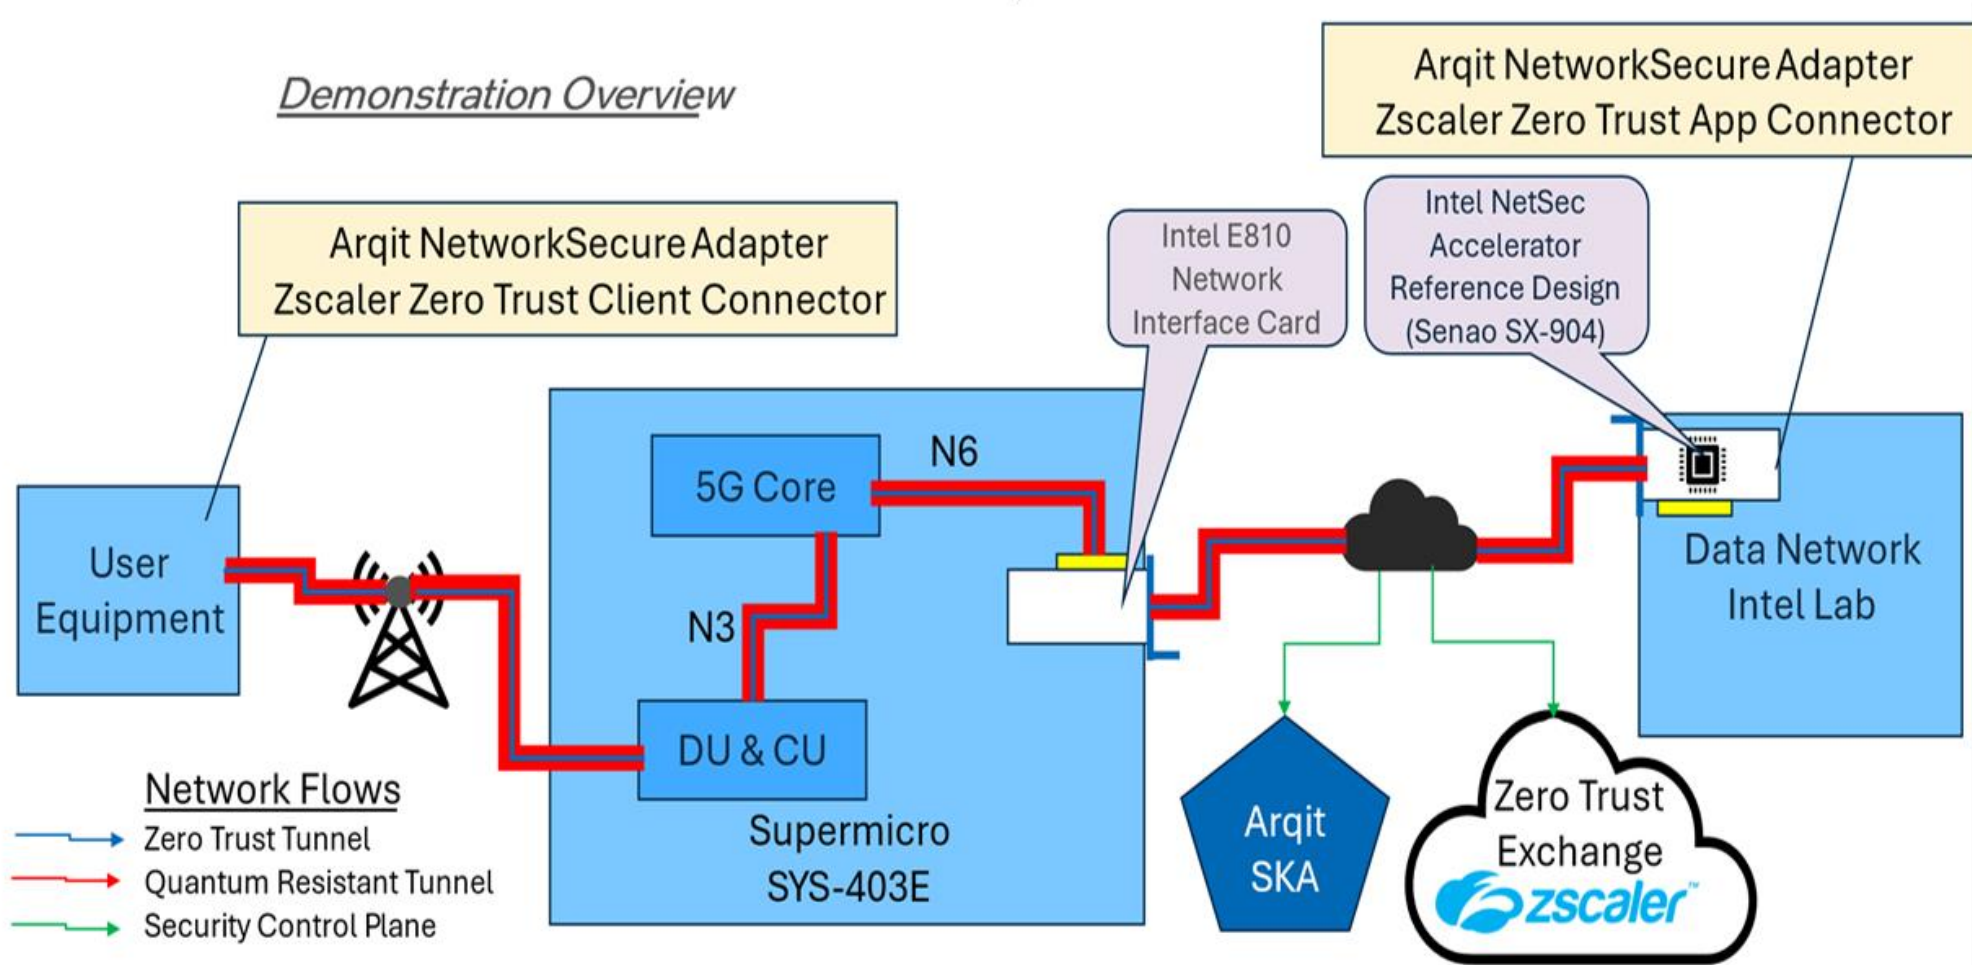 Demonstration Overview
Arqit NetworkSecure Adapter
Zscaler Zero Trust App Connector
Arqit NetworkSecure Adapter
Zscaler Zero Trust Client Connector
Intel E810
Network
Interface Card
Intel NetSec
Accelerator
Reference Design
(Senao SX-904)
5G Core
N6
User
Equipment
N3
DU & CU
Supermicro
SYS-403E
Data Network
Intel Lab
Arqit
SKA
Zero Trust
Exchange
zscaler™
Network Flows
Zero Trust Tunnel
Quantum Resistant Tunnel
Security Control Plane